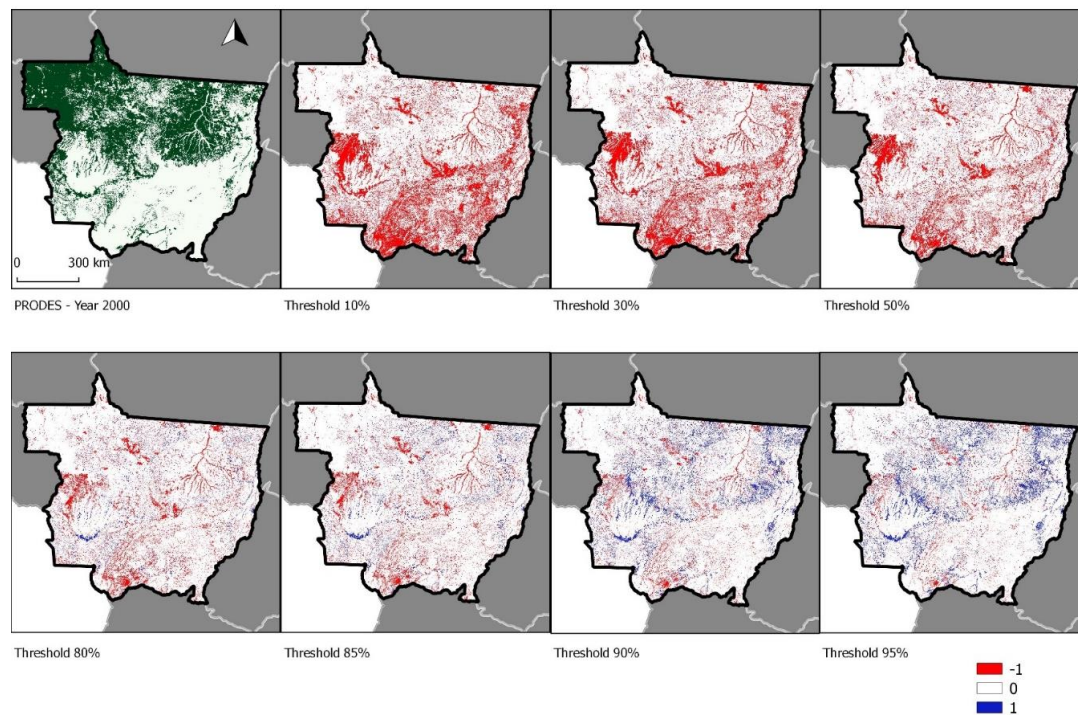 0 300 km
PRODES - Year 2000
Threshold 10%
Threshold 30%
Threshold 50%
Threshold 80%
Threshold 85%
Threshold 90%
Threshold 95%
-1
0
1